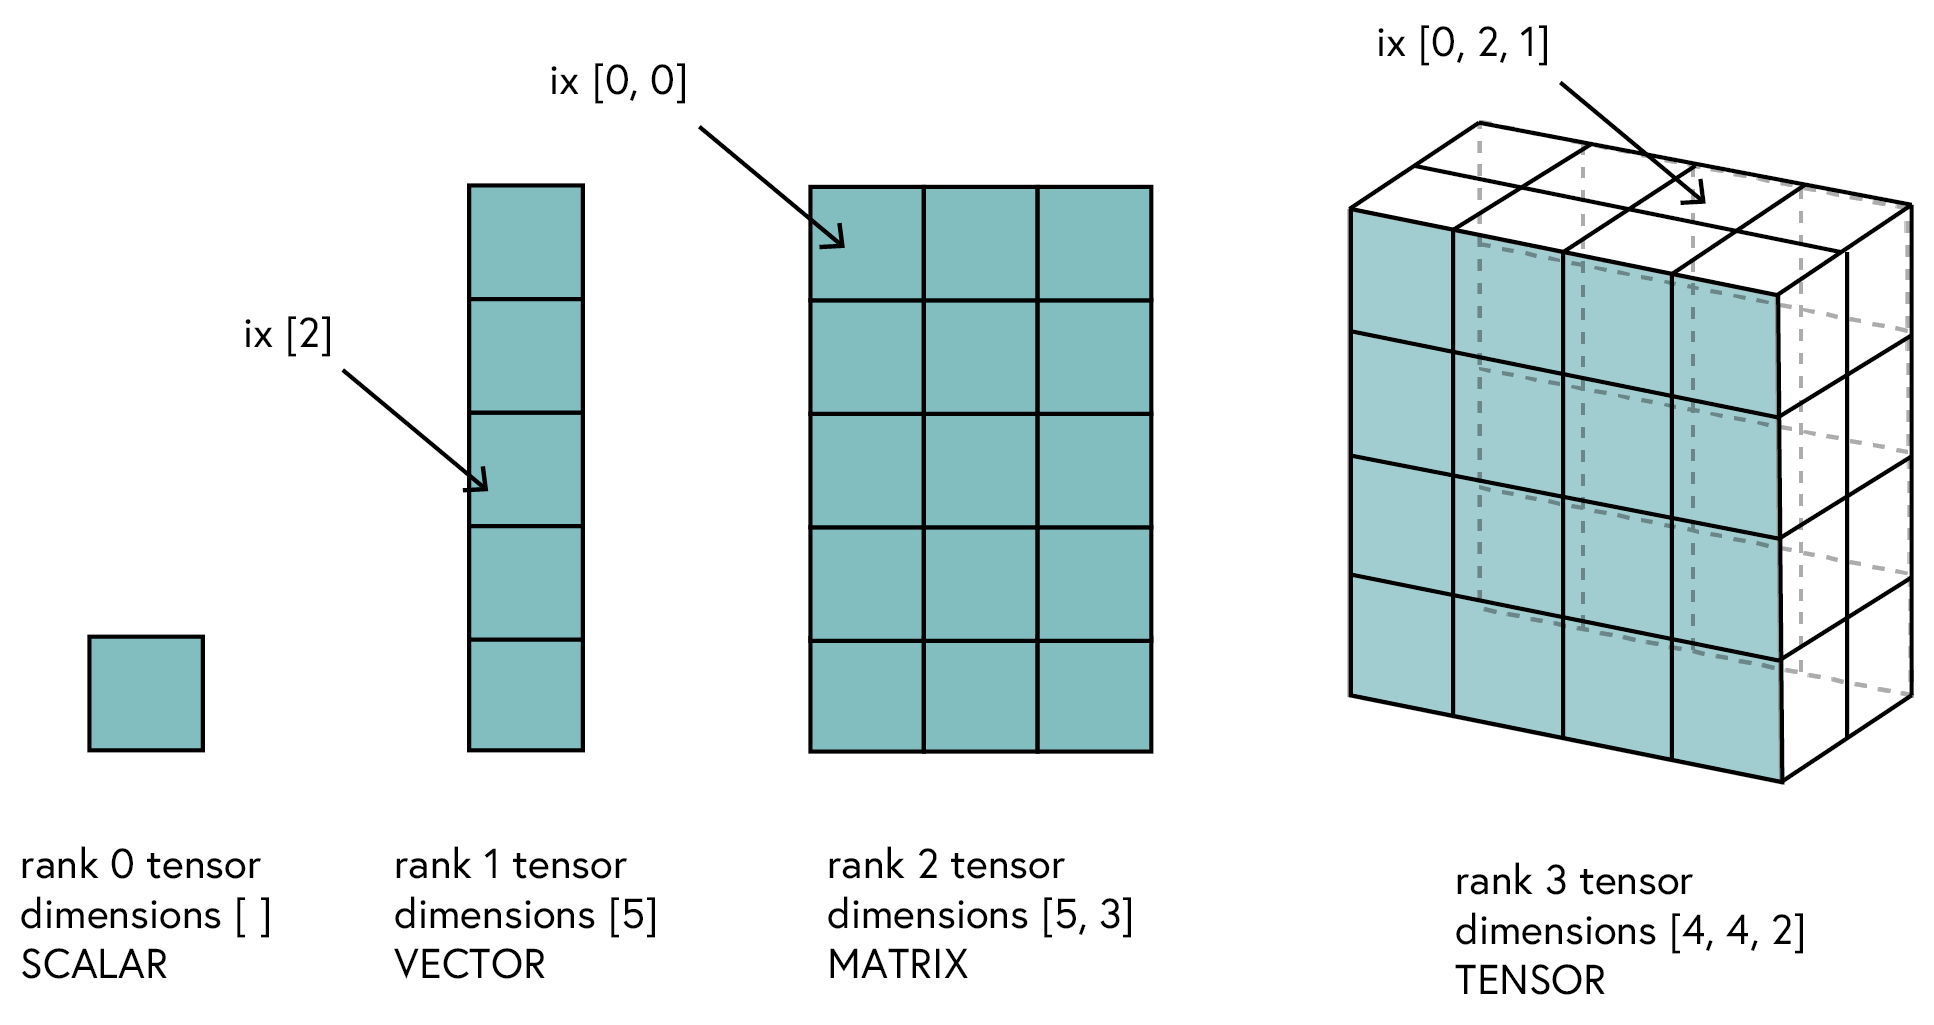 ix [0, 2, 1]
ix [0, 0]
ix [2]
rank 0 tensor
dimensions [ ]
SCALAR
rank 1 tensor
dimensions [5]
VECTOR
rank 2 tensor
dimensions [5, 3]
MATRIX
rank 3 tensor
dimensions [4, 4, 2]
TENSOR